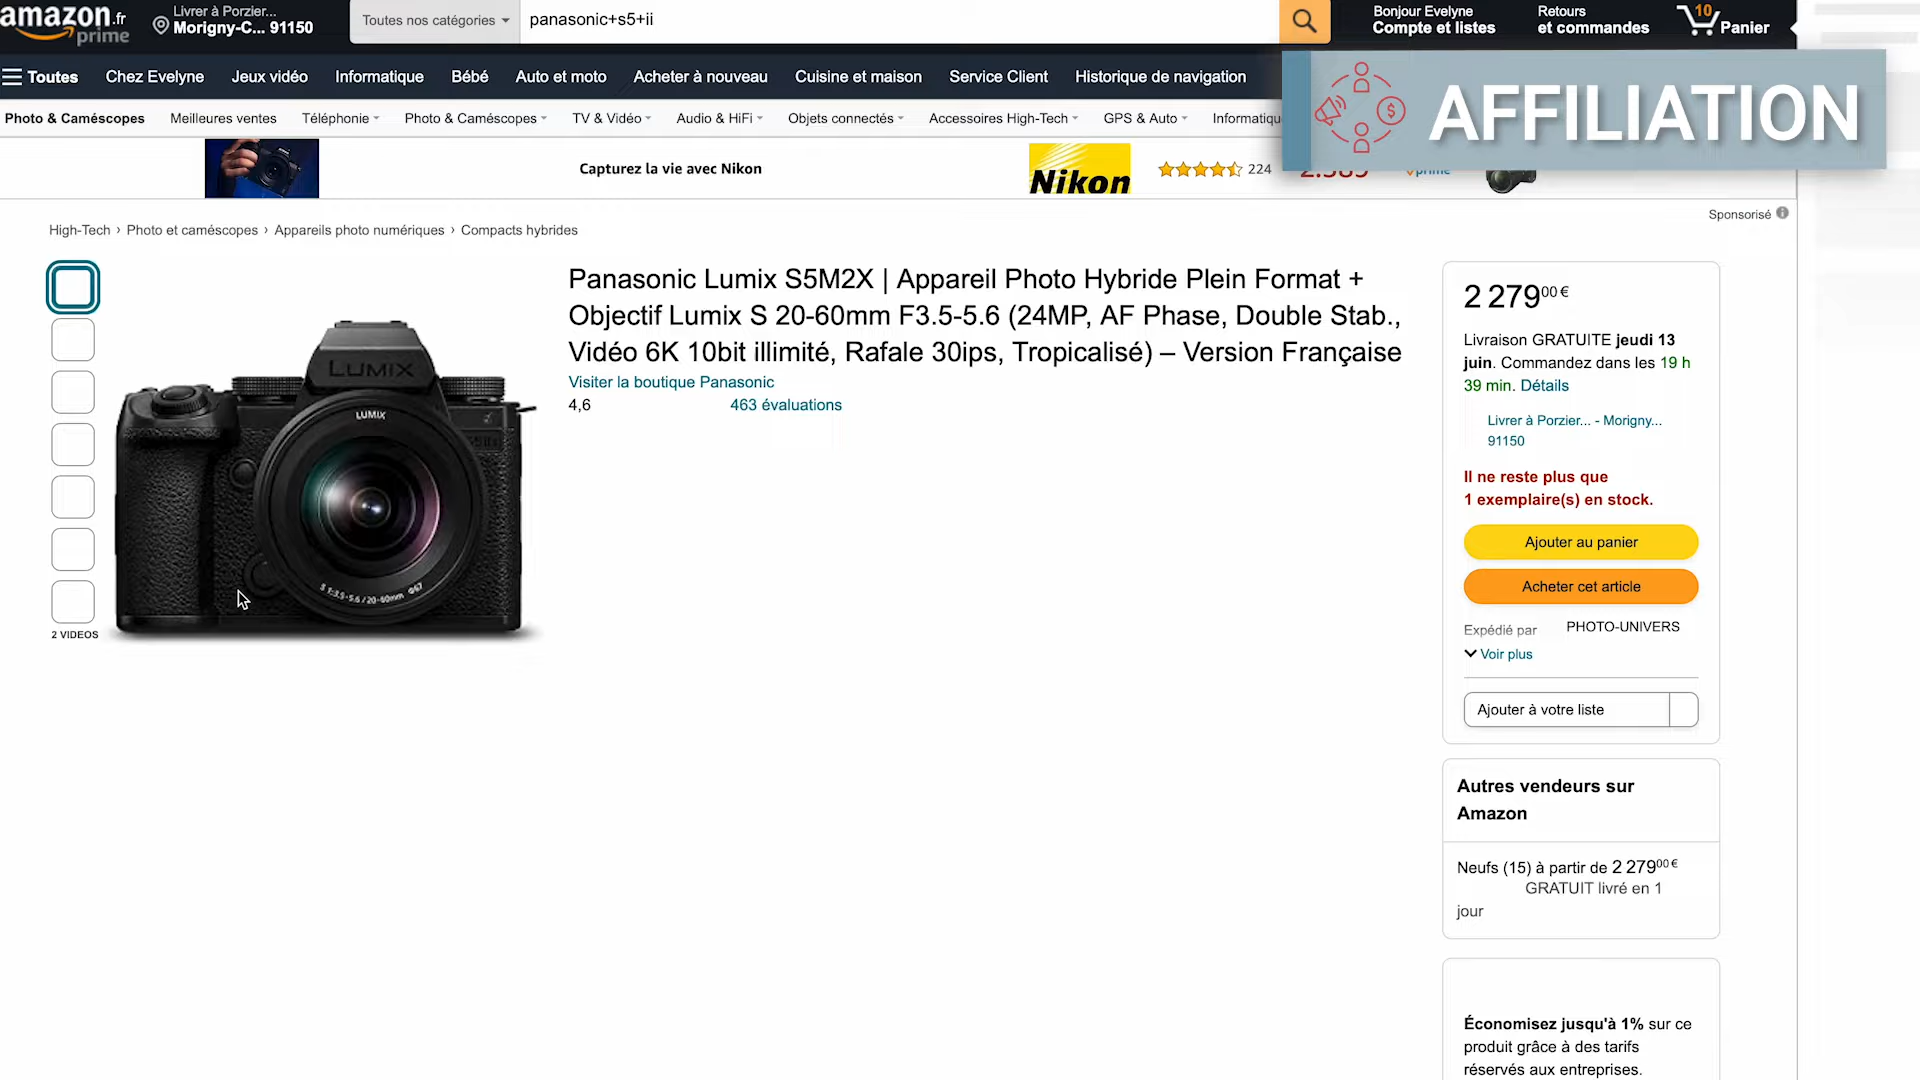 amazon.fr
prime
Livrer à Porzier...
Morigny-C... 91150
Toutes nos catégories
panasonic+s5+ii
Bonjour Evelyne
Compte et listes
Retours
et commandes
10
Panier
Toutes
Chez Evelyne
Jeux vidéo
Informatique
Bébé
Auto et moto
Acheter à nouveau
Cuisine et maison
Service Client
Historique de navigation
AFFILIATION
Photo & Caméscopes
Meilleures ventes
Téléphonie
Photo & Caméscopes
TV & Vidéo
Audio & HiFi
Objets connectés
Accessoires High-Tech
GPS & Auto
Informatiqu
Capturez la vie avec Nikon
Nikon
224
prime
Sponsorisé
High-Tech › Photo et caméscopes › Appareils photo numériques › Compacts hybrides
Panasonic Lumix S5M2X | Appareil Photo Hybride Plein Format +
Objectif Lumix S 20-60mm F3.5-5.6 (24MP, AF Phase, Double Stab.,
Vidéo 6K 10bit illimité, Rafale 30ips, Tropicalisé) – Version Française
Visiter la boutique Panasonic
4,6
463 évaluations
LUMIX
LUMIX
S 1:3.5-5.6 / 20-60mm Φ67
2 VIDEOS
2 279,00 €
Livraison GRATUITE jeudi 13
juin. Commandez dans les 19 h
39 min. Détails
Livrer à Porzier... - Morigny...
91150
Il ne reste plus que
1 exemplaire(s) en stock.
Ajouter au panier
Acheter cet article
Expédié par
PHOTO-UNIVERS
Voir plus
Ajouter à votre liste
Autres vendeurs sur
Amazon
Neufs (15) à partir de 2 279,00 €
GRATUIT livré en 1
jour
Économisez jusqu'à 1% sur ce
produit grâce à des tarifs
réservés aux entreprises.